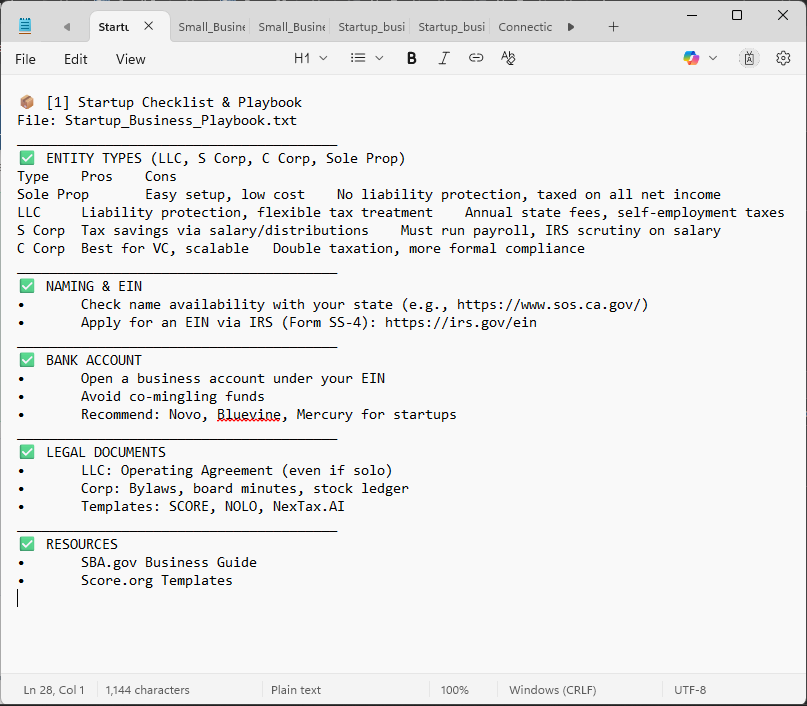 Startu
Small_Busine
Small_Busine
Startup_busi
Startup_busi
Connectic
File Edit View H1 B I
📦 [1] Startup Checklist & Playbook
File: Startup_Business_Playbook.txt
✅ ENTITY TYPES (LLC, S Corp, C Corp, Sole Prop)
Type Pros Cons
Sole Prop Easy setup, low cost No liability protection, taxed on all net income
LLC Liability protection, flexible tax treatment Annual state fees, self-employment taxes
S Corp Tax savings via salary/distributions Must run payroll, IRS scrutiny on salary
C Corp Best for VC, scalable Double taxation, more formal compliance
✅ NAMING & EIN
• Check name availability with your state (e.g., https://www.sos.ca.gov/)
• Apply for an EIN via IRS (Form SS-4): https://irs.gov/ein
✅ BANK ACCOUNT
• Open a business account under your EIN
• Avoid co-mingling funds
• Recommend: Novo, Bluevine, Mercury for startups
✅ LEGAL DOCUMENTS
• LLC: Operating Agreement (even if solo)
• Corp: Bylaws, board minutes, stock ledger
• Templates: SCORE, NOLO, NexTax.AI
✅ RESOURCES
• SBA.gov Business Guide
• Score.org Templates
Ln 28, Col 1 1,144 characters Plain text 100% Windows (CRLF) UTF-8